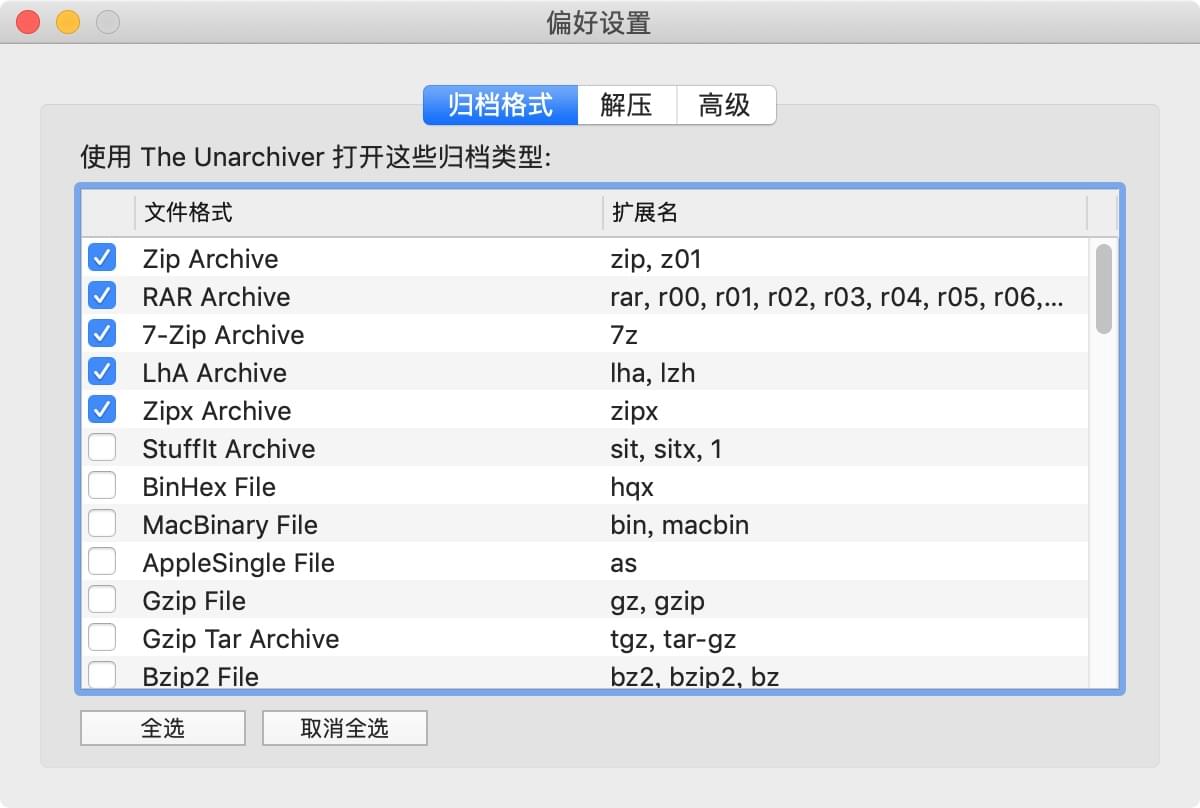 偏好设置
归档格式 解压 高级
使用 The Unarchiver 打开这些归档类型:
文件格式 扩展名
Zip Archive zip, z01
RAR Archive rar, r00, r01, r02, r03, r04, r05, r06,...
7-Zip Archive 7z
LhA Archive lha, lzh
Zipx Archive zipx
StuffIt Archive sit, sitx, 1
BinHex File hqx
MacBinary File bin, macbin
AppleSingle File as
Gzip File gz, gzip
Gzip Tar Archive tgz, tar-gz
Bzip2 File bz2, bzip2, bz
全选 取消全选